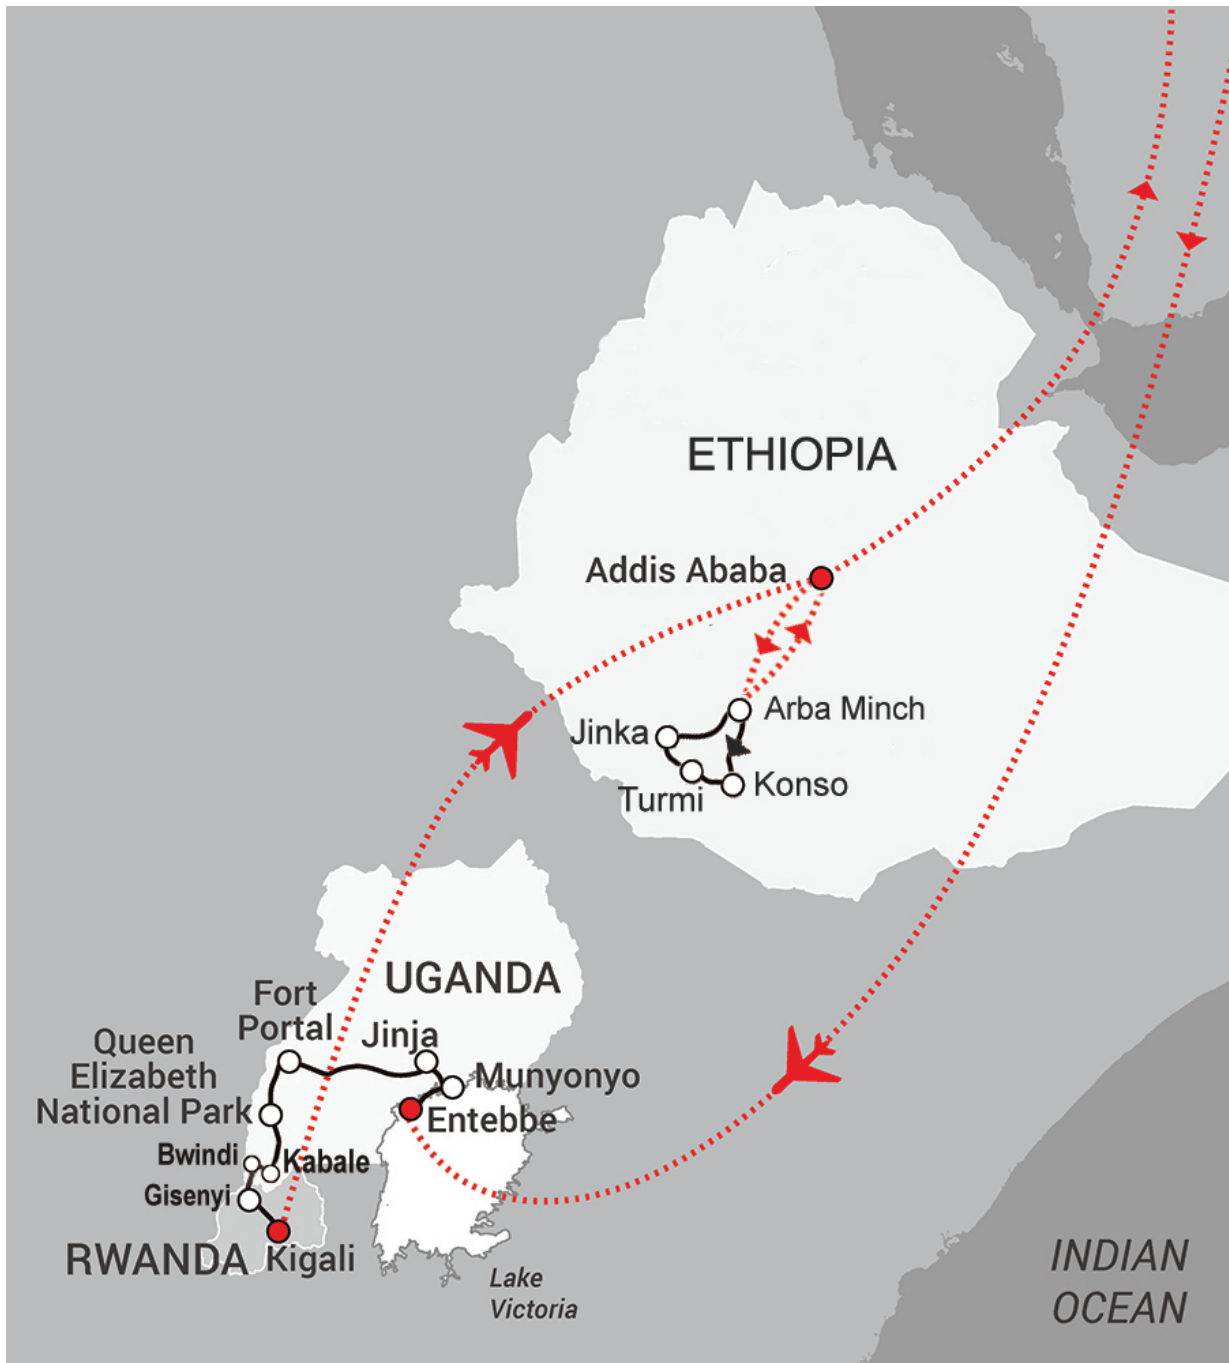 ETHIOPIA
Addis Ababa
Arba Minch
Jinka
Konso
Turmi
UGANDA
Fort
Portal
Jinja
Queen
Elizabeth
National Park
Munyonyo
Entebbe
Bwindi
Kabale
Gisenyi
RWANDA
Kigali
Lake
Victoria
INDIAN
OCEAN